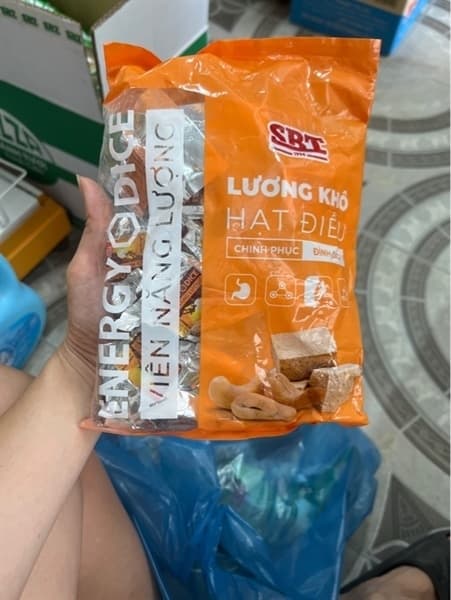 SBT
LƯƠNG KHÔ
HẠT ĐIỀU
CHINH PHỤC
ENERGY DICE
VIÊN NĂNG LƯỢNG